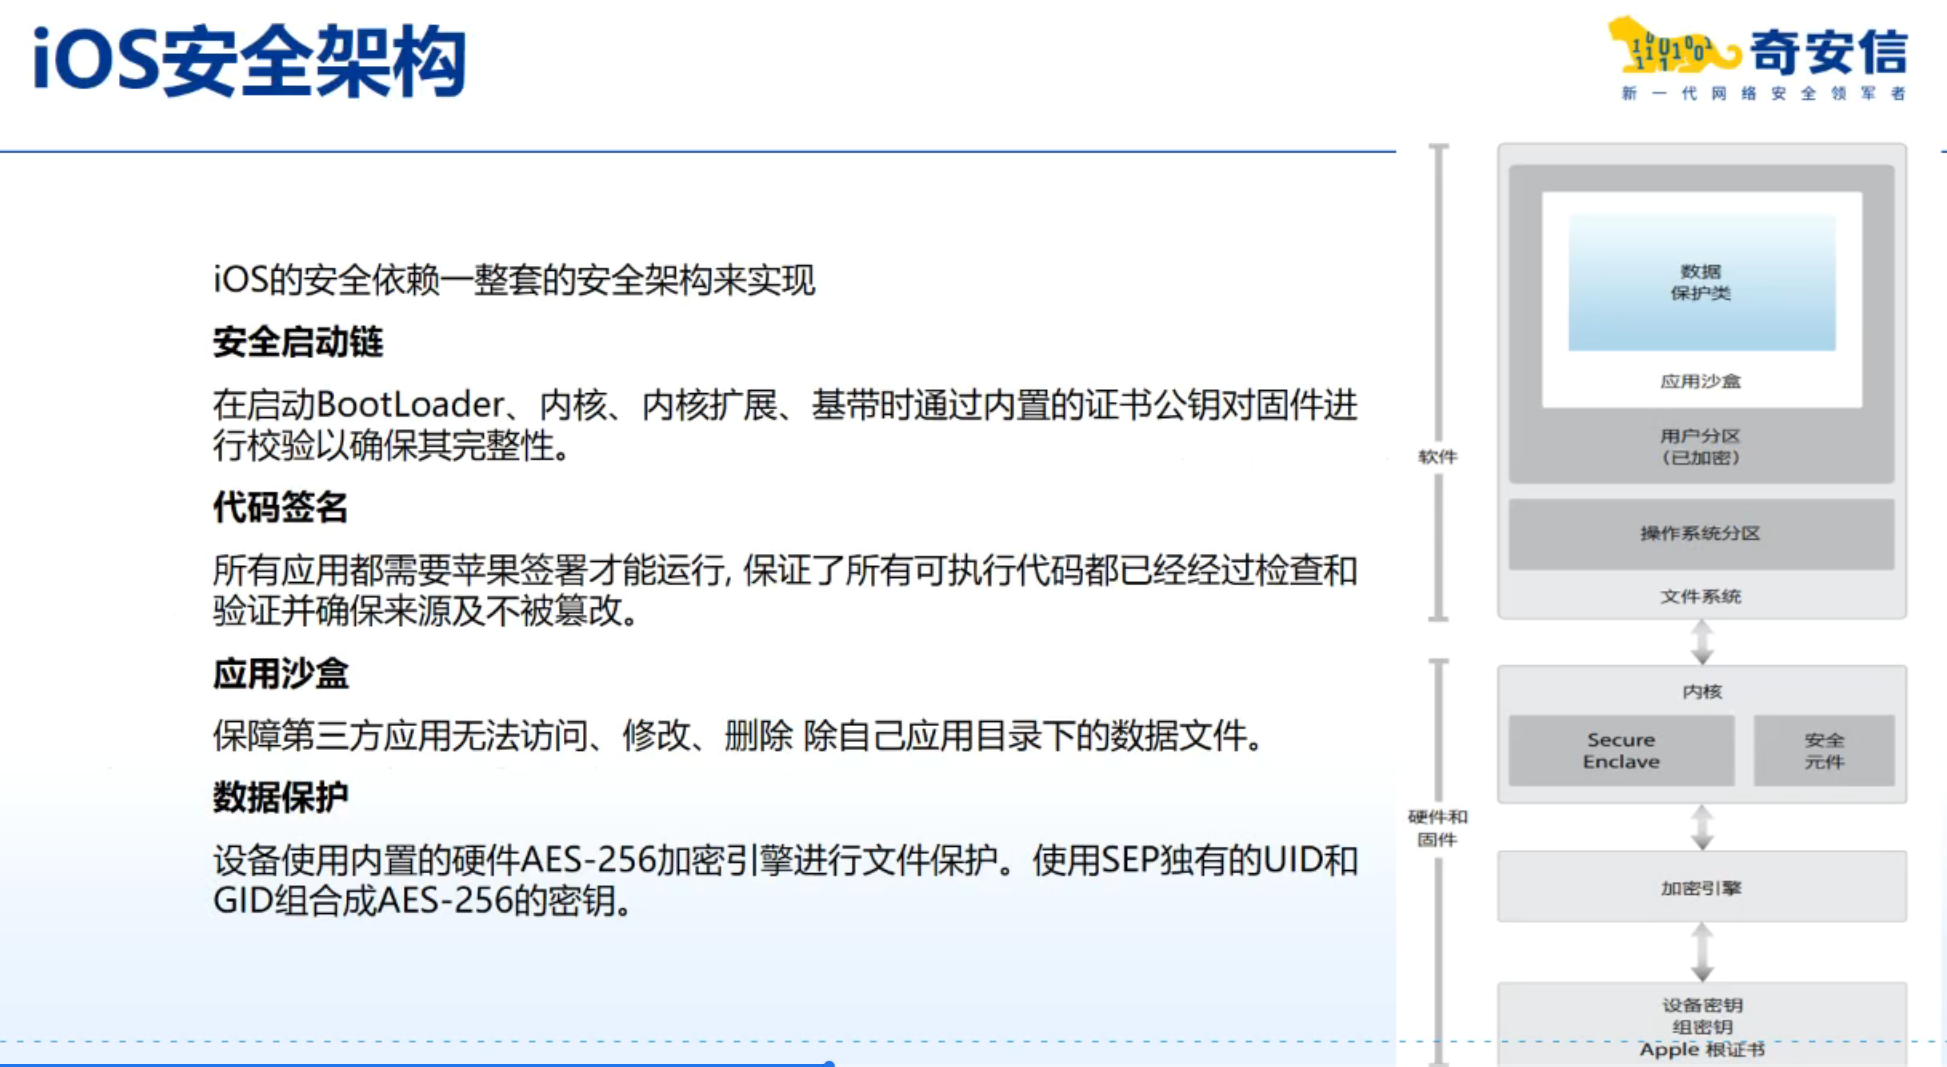 iOS安全架构
奇安信
新一代网络安全领军者
iOS的安全依赖一整套的安全架构来实现
安全启动链
在启动BootLoader、内核、内核扩展、基带时通过内置的证书公钥对固件进
行校验以确保其完整性。
代码签名
所有应用都需要苹果签署才能运行, 保证了所有可执行代码都已经经过检查和
验证并确保来源及不被篡改。
应用沙盒
保障第三方应用无法访问、修改、删除 除自己应用目录下的数据文件。
数据保护
设备使用内置的硬件AES-256加密引擎进行文件保护。使用SEP独有的UID和
GID组合成AES-256的密钥。
软件
数据
保护类
应用沙盒
用户分区
（已加密）
操作系统分区
文件系统
硬件和
固件
内核
Secure
Enclave
安全
元件
加密引擎
设备密钥
组密钥
Apple 根证书